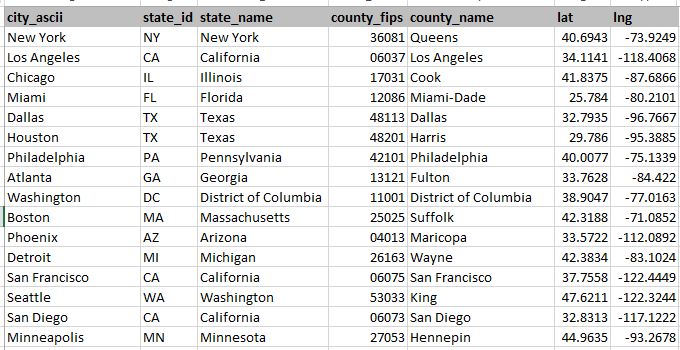 city_ascii state_id state_name county_fips county_name lat lng
New York NY New York 36081 Queens 40.6943 -73.9249
Los Angeles CA California 06037 Los Angeles 34.1141 -118.4068
Chicago IL Illinois 17031 Cook 41.8375 -87.6866
Miami FL Florida 12086 Miami-Dade 25.784 -80.2101
Dallas TX Texas 48113 Dallas 32.7935 -96.7667
Houston TX Texas 48201 Harris 29.786 -95.3885
Philadelphia PA Pennsylvania 42101 Philadelphia 40.0077 -75.1339
Atlanta GA Georgia 13121 Fulton 33.7628 -84.422
Washington DC District of Columbia 11001 District of Columbia 38.9047 -77.0163
Boston MA Massachusetts 25025 Suffolk 42.3188 -71.0852
Phoenix AZ Arizona 04013 Maricopa 33.5722 -112.0892
Detroit MI Michigan 26163 Wayne 42.3834 -83.1024
San Francisco CA California 06075 San Francisco 37.7558 -122.4449
Seattle WA Washington 53033 King 47.6211 -122.3244
San Diego CA California 06073 San Diego 32.8313 -117.1222
Minneapolis MN Minnesota 27053 Hennepin 44.9635 -93.2678